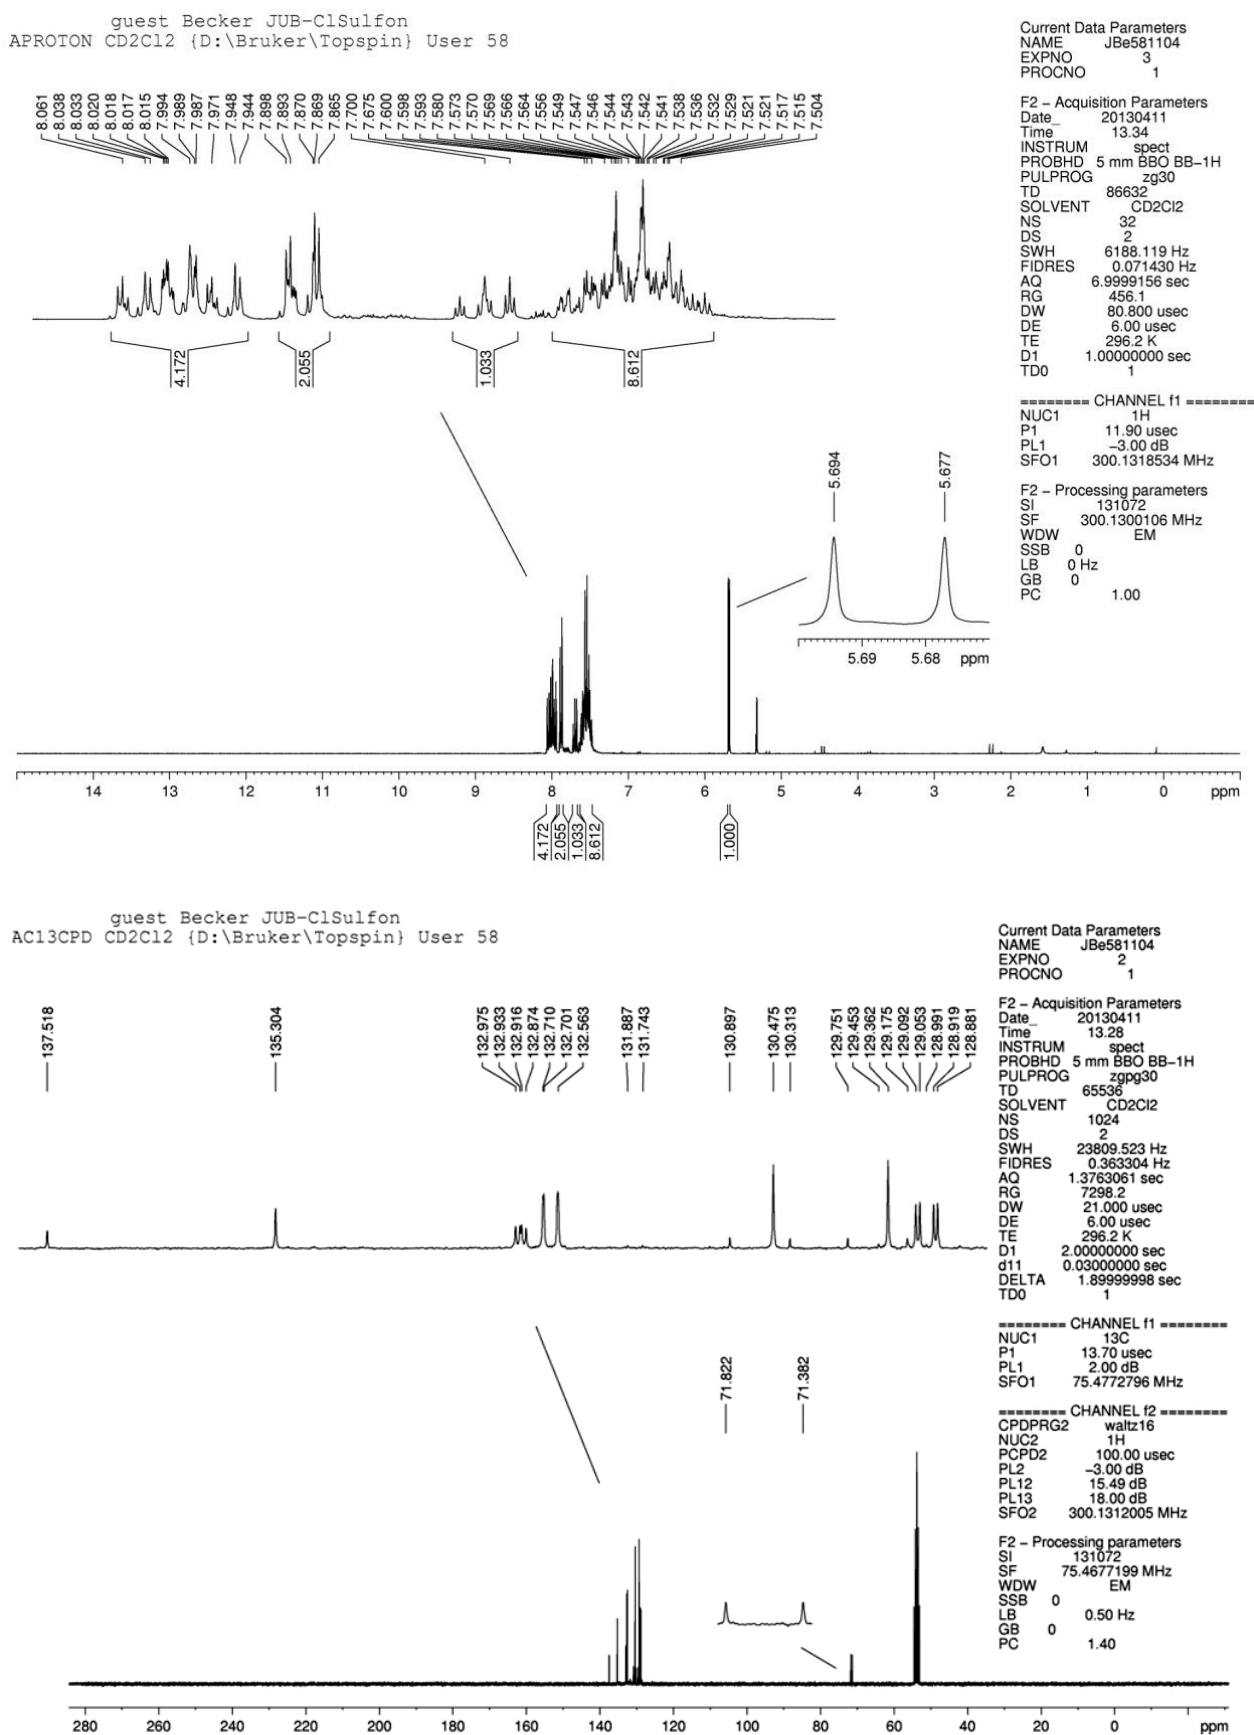 guest Becker JUB-ClSulfon
APROTON CD2Cl2 {D:\Bruker\Topspin} User 58
8.061
8.038
8.033
8.020
8.018
8.017
8.015
7.994
7.989
7.987
7.971
7.948
7.944
7.898
7.893
7.870
7.869
7.865
7.700
7.675
7.600
7.598
7.593
7.580
7.573
7.570
7.569
7.566
7.564
7.556
7.549
7.547
7.546
7.544
7.543
7.542
7.541
7.538
7.536
7.532
7.529
7.521
7.521
7.517
7.515
7.504
4.172
2.055
1.033
8.612
5.694
5.677
5.69 5.68 ppm
14 13 12 11 10 9 8 7 6 5 4 3 2 1 0 ppm
4.172
2.055
1.033
8.612
1.000
Current Data Parameters
NAME JBe581104
EXPNO 3
PROCNO 1
F2 – Acquisition Parameters
Date_ 20130411
Time 13.34
INSTRUM spect
PROBHD 5 mm BBO BB–1H
PULPROG zg30
TD 86632
SOLVENT CD2Cl2
NS 32
DS 2
SWH 6188.119 Hz
FIDRES 0.071430 Hz
AQ 6.9999156 sec
RG 456.1
DW 80.800 usec
DE 6.00 usec
TE 296.2 K
D1 1.00000000 sec
TD0 1
======== CHANNEL f1 ========
NUC1 1H
P1 11.90 usec
PL1 –3.00 dB
SFO1 300.1318534 MHz
F2 – Processing parameters
SI 131072
SF 300.1300106 MHz
WDW EM
SSB 0
LB 0 Hz
GB 0
PC 1.00
guest Becker JUB-ClSulfon
AC13CPD CD2Cl2 {D:\Bruker\Topspin} User 58
137.518
135.304
132.975
132.933
132.916
132.874
132.710
132.701
132.563
131.887
131.743
130.897
130.475
130.313
129.751
129.453
129.362
129.175
129.092
129.053
128.991
128.919
128.881
71.822
71.382
280 260 240 220 200 180 160 140 120 100 80 60 40 20 0 ppm
Current Data Parameters
NAME JBe581104
EXPNO 2
PROCNO 1
F2 – Acquisition Parameters
Date_ 20130411
Time 13.28
INSTRUM spect
PROBHD 5 mm BBO BB–1H
PULPROG zgpg30
TD 65536
SOLVENT CD2Cl2
NS 1024
DS 2
SWH 23809.523 Hz
FIDRES 0.363304 Hz
AQ 1.3763061 sec
RG 7298.2
DW 21.000 usec
DE 6.00 usec
TE 296.2 K
D1 2.00000000 sec
d11 0.03000000 sec
DELTA 1.89999998 sec
TD0 1
======== CHANNEL f1 ========
NUC1 13C
P1 13.70 usec
PL1 2.00 dB
SFO1 75.4772796 MHz
======== CHANNEL f2 ========
CPDPRG2 waltz16
NUC2 1H
PCPD2 100.00 usec
PL2 –3.00 dB
PL12 15.49 dB
PL13 18.00 dB
SFO2 300.1312005 MHz
F2 – Processing parameters
SI 131072
SF 75.4677199 MHz
WDW EM
SSB 0
LB 0.50 Hz
GB 0
PC 1.40